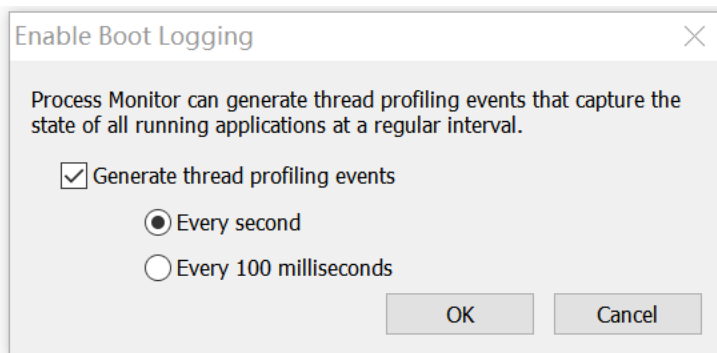 Enable Boot Logging
Process Monitor can generate thread profiling events that capture the
state of all running applications at a regular interval.
Generate thread profiling events
Every second
Every 100 milliseconds
OK Cancel